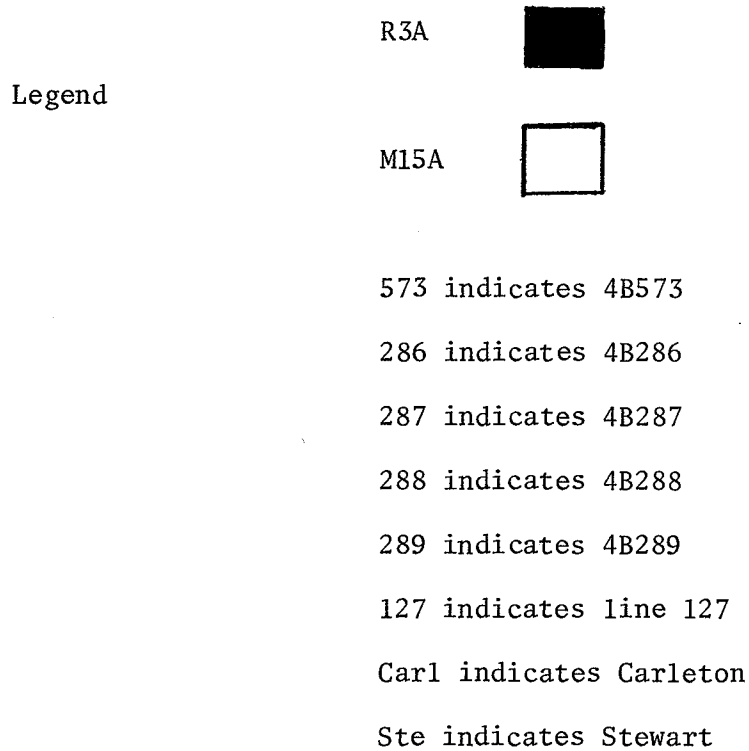 R3A
Legend
M15A
573 indicates 4B573
286 indicates 4B286
287 indicates 4B287
288 indicates 4B288
289 indicates 4B289
127 indicates line 127
Carl indicates Carleton
Ste indicates Stewart